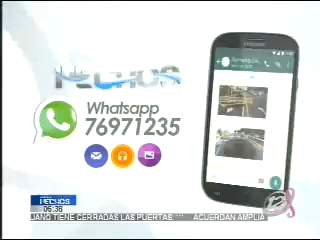 HECHOS
Whatsapp
76971235
HECHOS
06:36
JANO TIENE CERRADAS LAS PUERTAS *** ACUERDAN AMPLIA